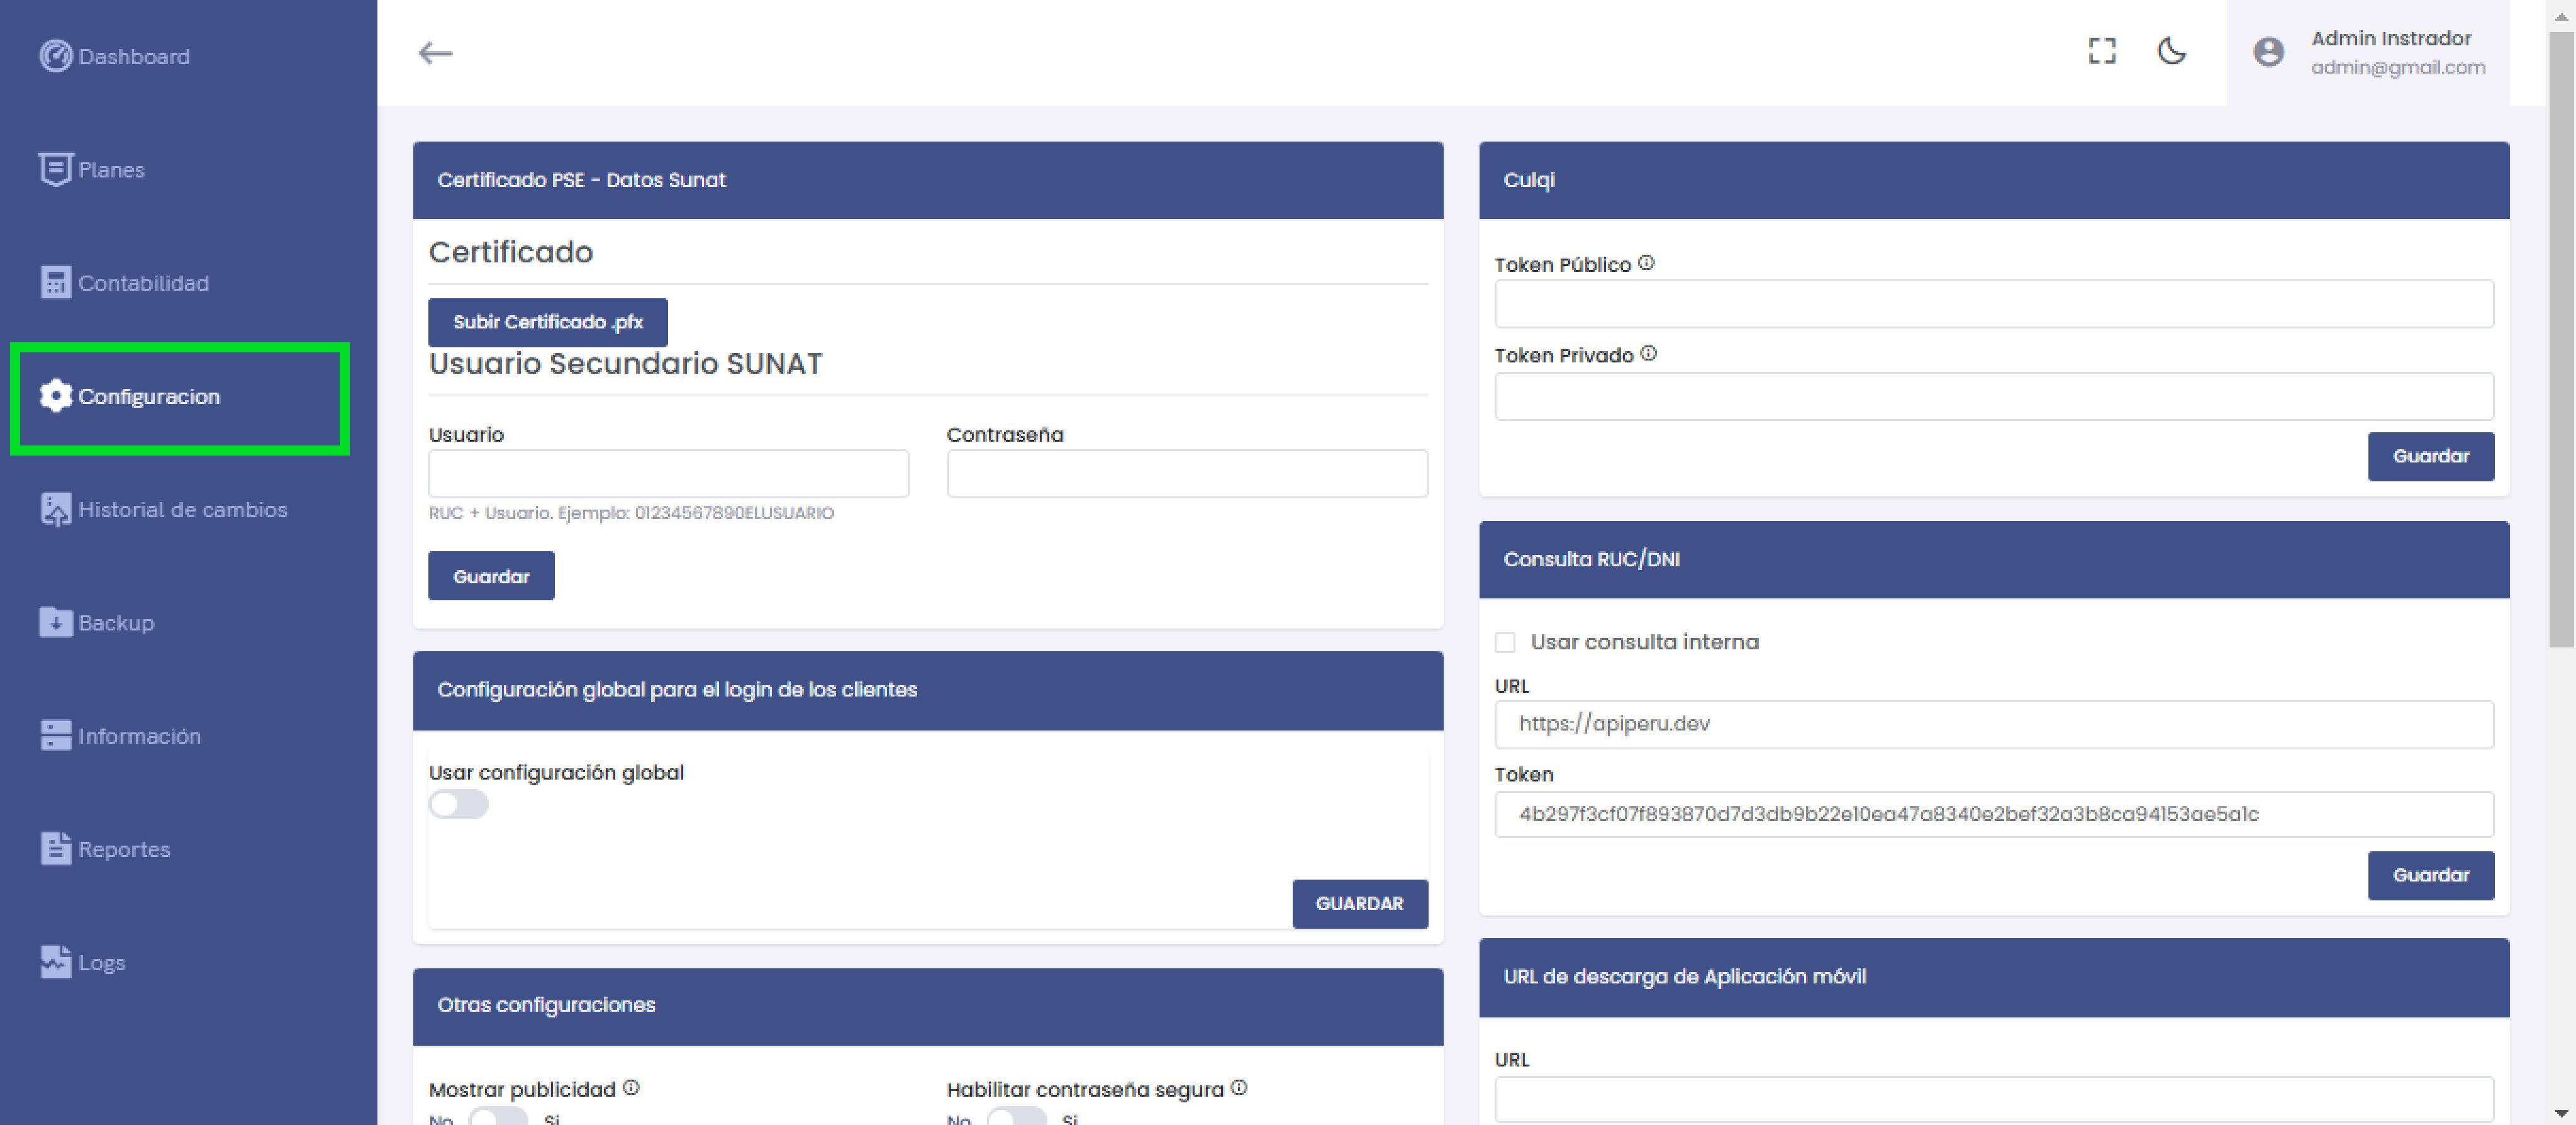 Dashboard
Planes
Contabilidad
Configuracion
Historial de cambios
Backup
Información
Reportes
Logs
Admin Instrador
admin@gmail.com
Certificado PSE - Datos Sunat
Certificado
Subir Certificado .pfx
Usuario Secundario SUNAT
Usuario
Contraseña
RUC + Usuario. Ejemplo: 01234567890ELUSUARIO
Guardar
Configuración global para el login de los clientes
Usar configuración global
GUARDAR
Otras configuraciones
Mostrar publicidad
No Si
Habilitar contraseña segura
No Si
Culqi
Token Público
Token Privado
Guardar
Consulta RUC/DNI
Usar consulta interna
URL
https://apiperu.dev
Token
4b297f3cf07f893870d7d3db9b22e10ea47a8340e2bef32a3b8ca94153ae5a1c
Guardar
URL de descarga de Aplicación móvil
URL